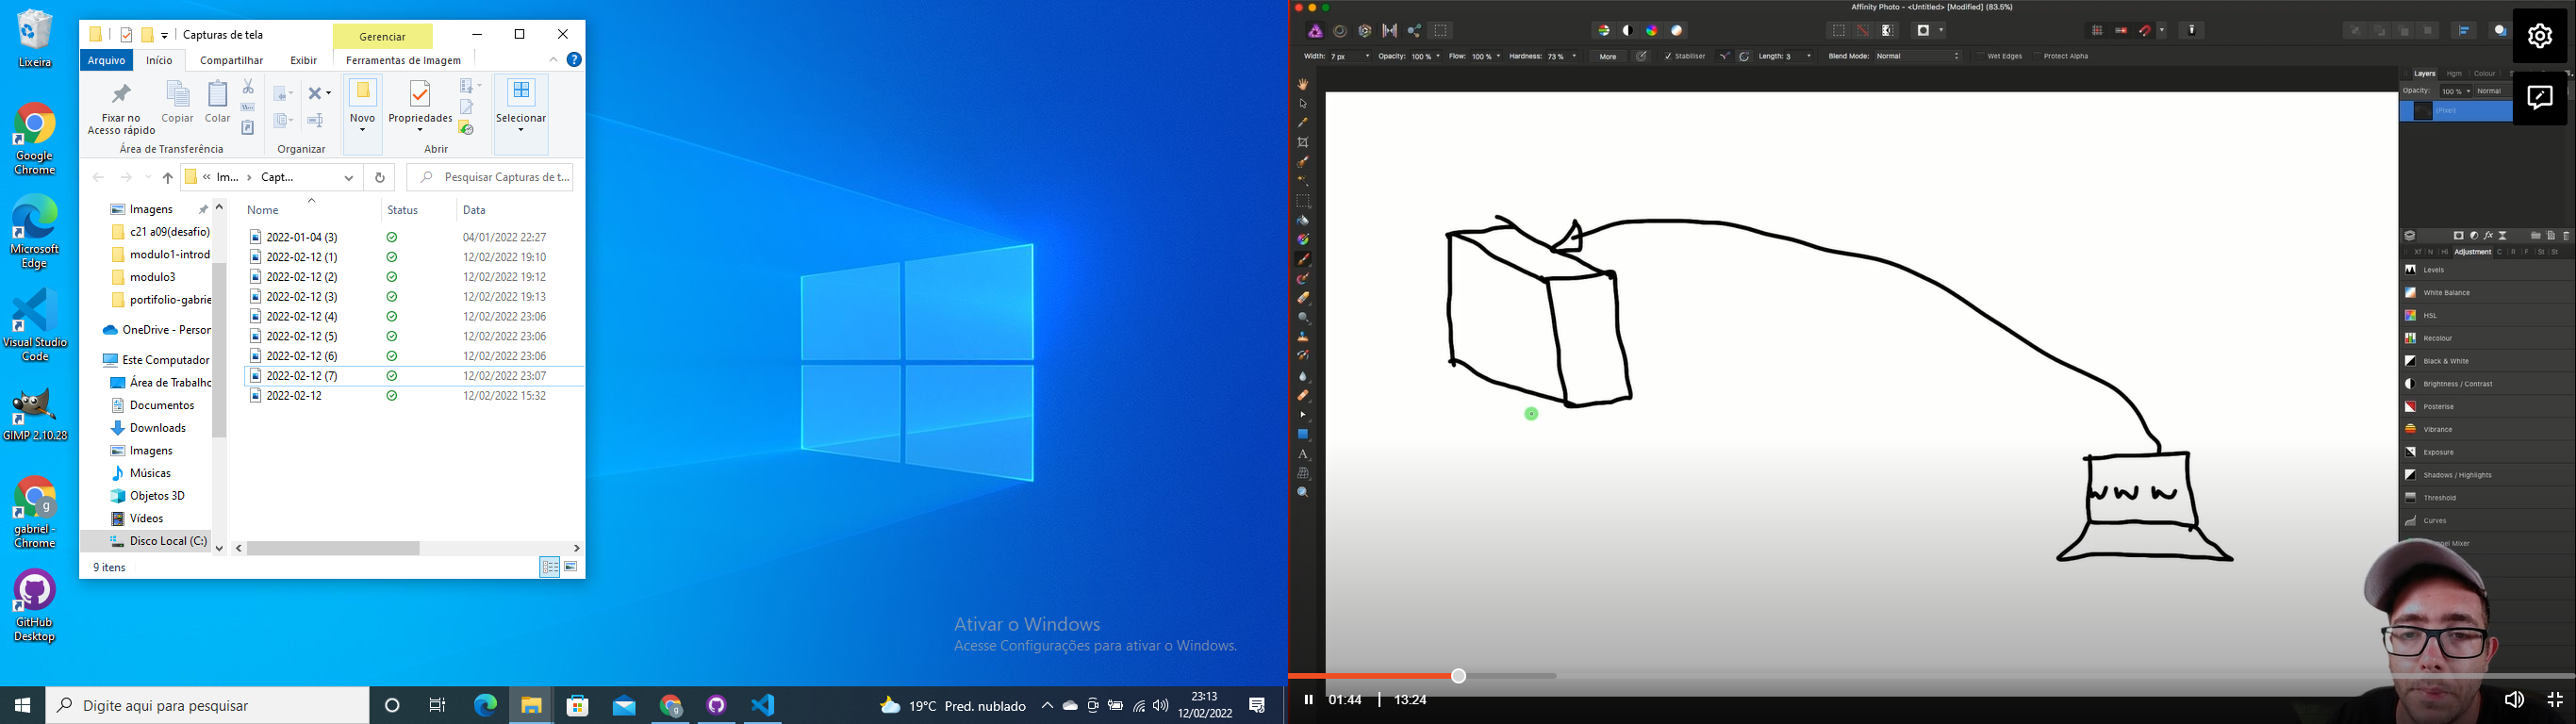 Lixeira
Google
Chrome
Microsoft
Edge
Visual Studio
Code
GIMP 2.10.28
gabriel -
Chrome
GitHub
Desktop
Capturas de tela
Gerenciar
Arquivo
Início
Compartilhar
Exibir
Ferramentas de Imagem
Fixar no
Acesso rápido
Copiar
Colar
Novo
Propriedades
Selecionar
Área de Transferência
Organizar
Abrir
« Im... > Capt...
Pesquisar Capturas de t...
Imagens
c21 a09(desafio)
modulo1-introd
modulo3
portifolio-gabrie
OneDrive - Persor
Este Computador
Área de Trabalho
Documentos
Downloads
Imagens
Músicas
Objetos 3D
Vídeos
Disco Local (C:)
Nome Status Data
2022-01-04 (3) 04/01/2022 22:27
2022-02-12 (1) 12/02/2022 19:10
2022-02-12 (2) 12/02/2022 19:12
2022-02-12 (3) 12/02/2022 19:13
2022-02-12 (4) 12/02/2022 23:06
2022-02-12 (5) 12/02/2022 23:06
2022-02-12 (6) 12/02/2022 23:06
2022-02-12 (7) 12/02/2022 23:07
2022-02-12 12/02/2022 15:32
9 itens
Ativar o Windows
Acesse Configurações para ativar o Windows.
Digite aqui para pesquisar
19°C Pred. nublado
23:13
12/02/2022
Affinity Photo - <Untitled> [Modified] (83.5%)
Width: 7 px Opacity: 100 % Flow: 100 % Hardness: 73 % More Stabiliser Length: 3 Blend Mode: Normal Wet Edges Protect Alpha
Layers Hgm Colour
Opacity: 100 % Normal
(Pixel)
Adjustment
Levels
White Balance
HSL
Recolour
Black & White
Brightness / Contrast
Posterise
Vibrance
Exposure
Shadows / Highlights
Threshold
Curves
Mixer
WWW
01:44 | 13:24